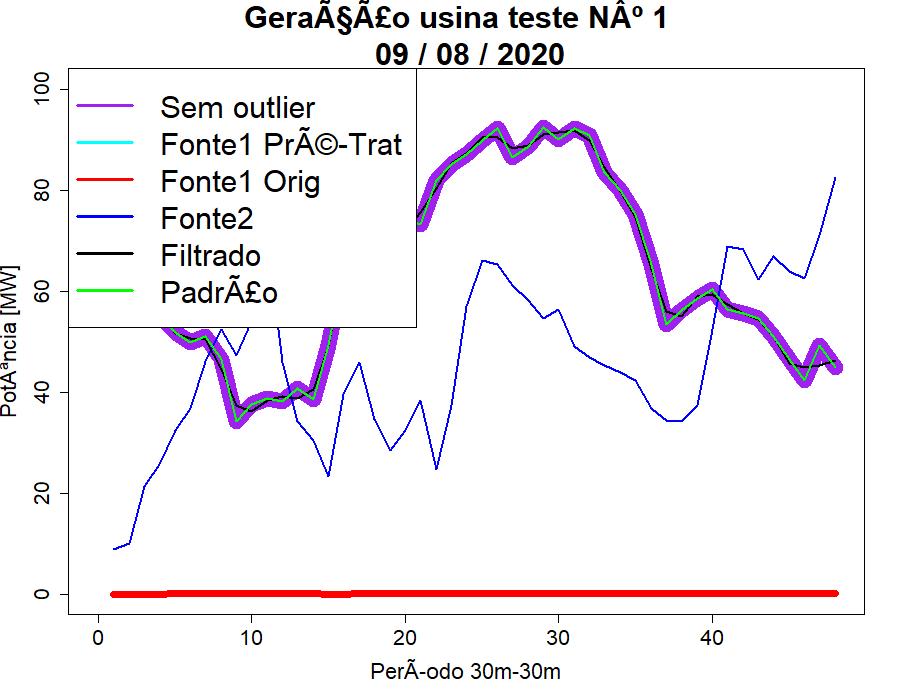 GeraÃ§Ã£o usina teste NÂº 1
09 / 08 / 2020
Sem outlier
Fonte1 PrÃ©-Trat
Fonte1 Orig
Fonte2
Filtrado
PadrÃ£o
PotÃªncia [MW]
100
80
60
40
20
0
0 10 20 30 40
PerÃ­odo 30m-30m